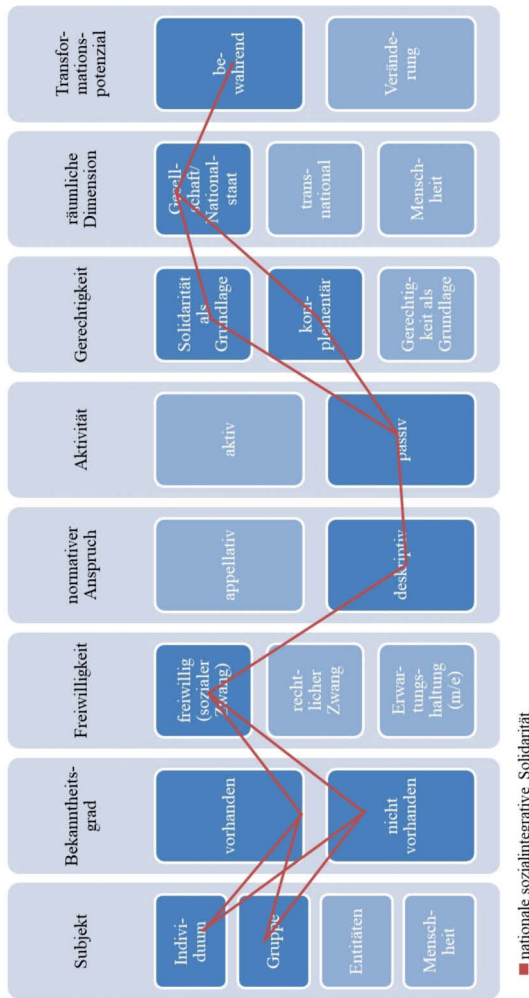 Subjekt
Indivi-
duum
Gruppe
Entitäten
Mensch-
heit
Bekanntheits-
grad
vorhanden
nicht
vorhanden
Freiwilligkeit
freiwillig
(sozialer
Zwang)
recht-
licher
Zwang
Erwar-
tungs-
haltung
(m/e)
normativer
Anspruch
appellativ
deskriptiv
Aktivität
aktiv
passiv
Gerechtigkeit
Solidarität
als
Grundlage
kom-
plementär
Gerechtig-
keit als
Grundlage
räumliche
Dimension
Gesell-
schaft/
National-
staat
trans-
national
Mensch-
heit
Transfor-
mations-
potenzial
be-
wahrend
Verände-
rung
nationale sozialintegrative Solidarität